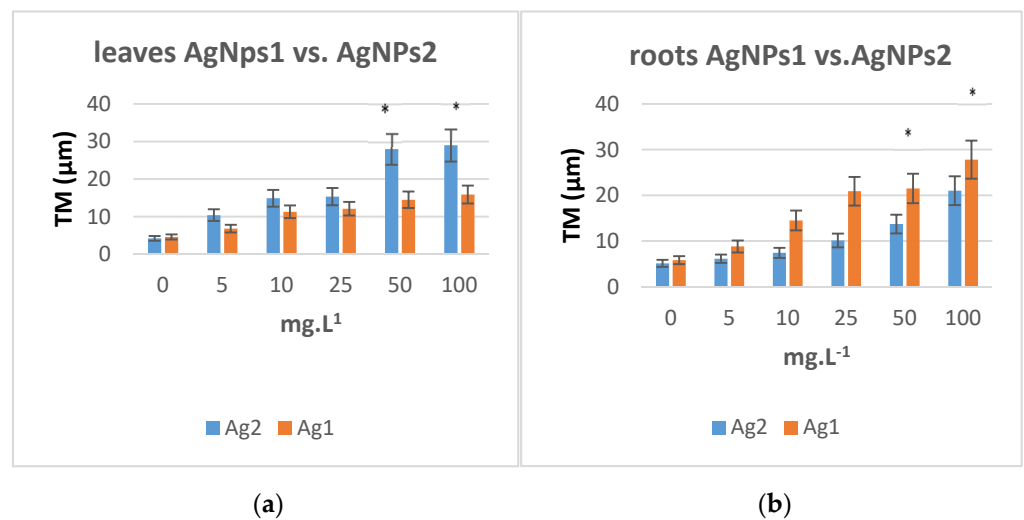 leaves AgNps1 vs. AgNPs2
40
30
20
10
0
TM (µm)
* *
0 5 10 25 50 100
mg.L¹
Ag2 Ag1
(a)
roots AgNPs1 vs.AgNPs2
40
30
20
10
0
TM (µm)
* *
0 5 10 25 50 100
mg.L⁻¹
Ag2 Ag1
(b)